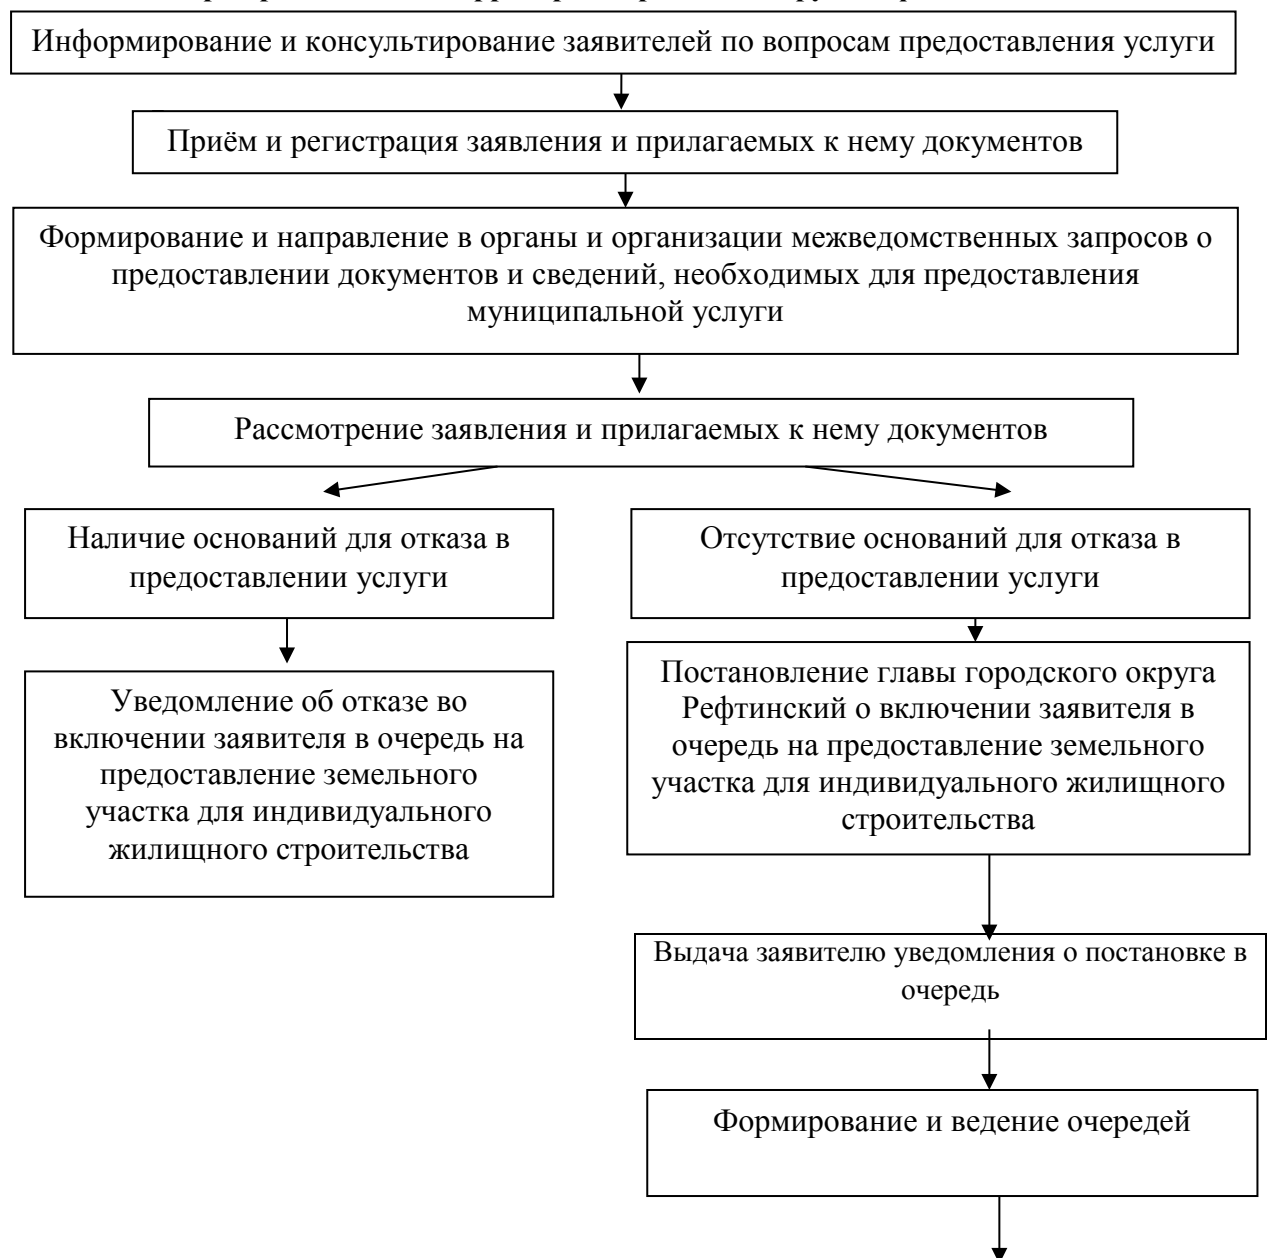 Информирование и консультирование заявителей по вопросам предоставления услуги
Приём и регистрация заявления и прилагаемых к нему документов
Формирование и направление в органы и организации межведомственных запросов о
предоставлении документов и сведений, необходимых для предоставления
муниципальной услуги
Рассмотрение заявления и прилагаемых к нему документов
Наличие оснований для отказа в
предоставлении услуги
Отсутствие оснований для отказа в
предоставлении услуги
Уведомление об отказе во
включении заявителя в очередь на
предоставление земельного
участка для индивидуального
жилищного строительства
Постановление главы городского округа
Рефтинский о включении заявителя в
очередь на предоставление земельного
участка для индивидуального жилищного
строительства
Выдача заявителю уведомления о постановке в
очередь
Формирование и ведение очередей